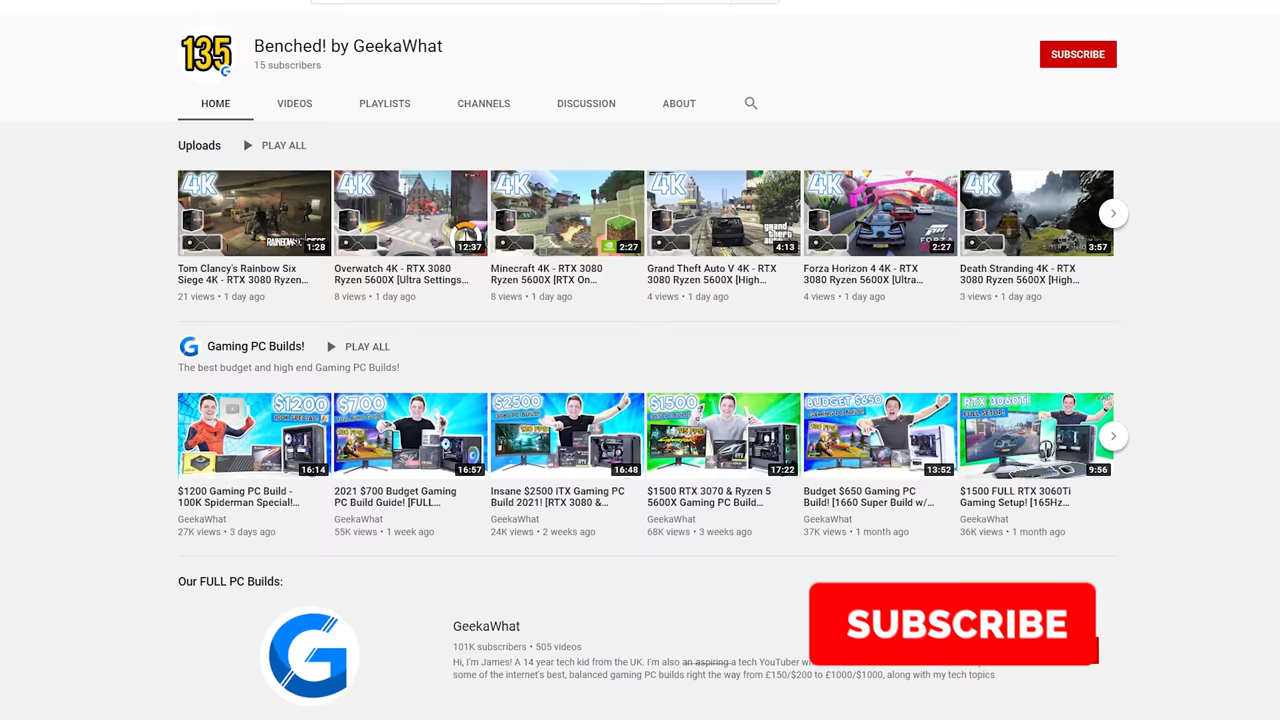 135
Benched! by GeekaWhat
15 subscribers
SUBSCRIBE
HOME
VIDEOS
PLAYLISTS
CHANNELS
DISCUSSION
ABOUT
Uploads
PLAY ALL
4K
1:28
Tom Clancy's Rainbow Six
Siege 4K - RTX 3080 Ryzen...
21 views • 1 day ago
4K
12:37
Overwatch 4K - RTX 3080
Ryzen 5600X [Ultra Settings...
8 views • 1 day ago
4K
2:27
Minecraft 4K - RTX 3080
Ryzen 5600X [RTX On...
8 views • 1 day ago
4K
grand
theft
auto
4:13
Grand Theft Auto V 4K - RTX
3080 Ryzen 5600X [High...
4 views • 1 day ago
4K
FORZA
2:27
Forza Horizon 4 4K - RTX
3080 Ryzen 5600X [Ultra...
4 views • 1 day ago
4K
3:57
Death Stranding 4K - RTX
3080 Ryzen 5600X [High...
3 views • 1 day ago
G
Gaming PC Builds!
PLAY ALL
The best budget and high end Gaming PC Builds!
$1200
100K SPECIAL!
16:14
$1200 Gaming PC Build -
100K Spiderman Special!...
GeekaWhat
27K views • 3 days ago
$700
16:57
2021 $700 Budget Gaming
PC Build Guide! [FULL...
GeekaWhat
55K views • 1 week ago
$2500
16:48
Insane $2500 ITX Gaming PC
Build 2021! [RTX 3080 &...
GeekaWhat
24K views • 2 weeks ago
$1500
17:22
$1500 RTX 3070 & Ryzen 5
5600X Gaming PC Build...
GeekaWhat
68K views • 3 weeks ago
BUDGET $650
GAMING PC BUILD!
13:52
Budget $650 Gaming PC
Build! [1660 Super Build w/...
GeekaWhat
37K views • 1 month ago
RTX 3060Ti
FULL SETUP!
9:56
$1500 FULL RTX 3060Ti
Gaming Setup! [165Hz...
GeekaWhat
36K views • 1 month ago
Our FULL PC Builds:
G
GeekaWhat
101K subscribers • 505 videos
Hi, I'm James! A 14 year tech kid from the UK. I'm also an aspiring a tech YouTuber
some of the internet's best, balanced gaming PC builds right the way from £150/$200 to £1000/$1000, along with my tech topics
SUBSCRIBE